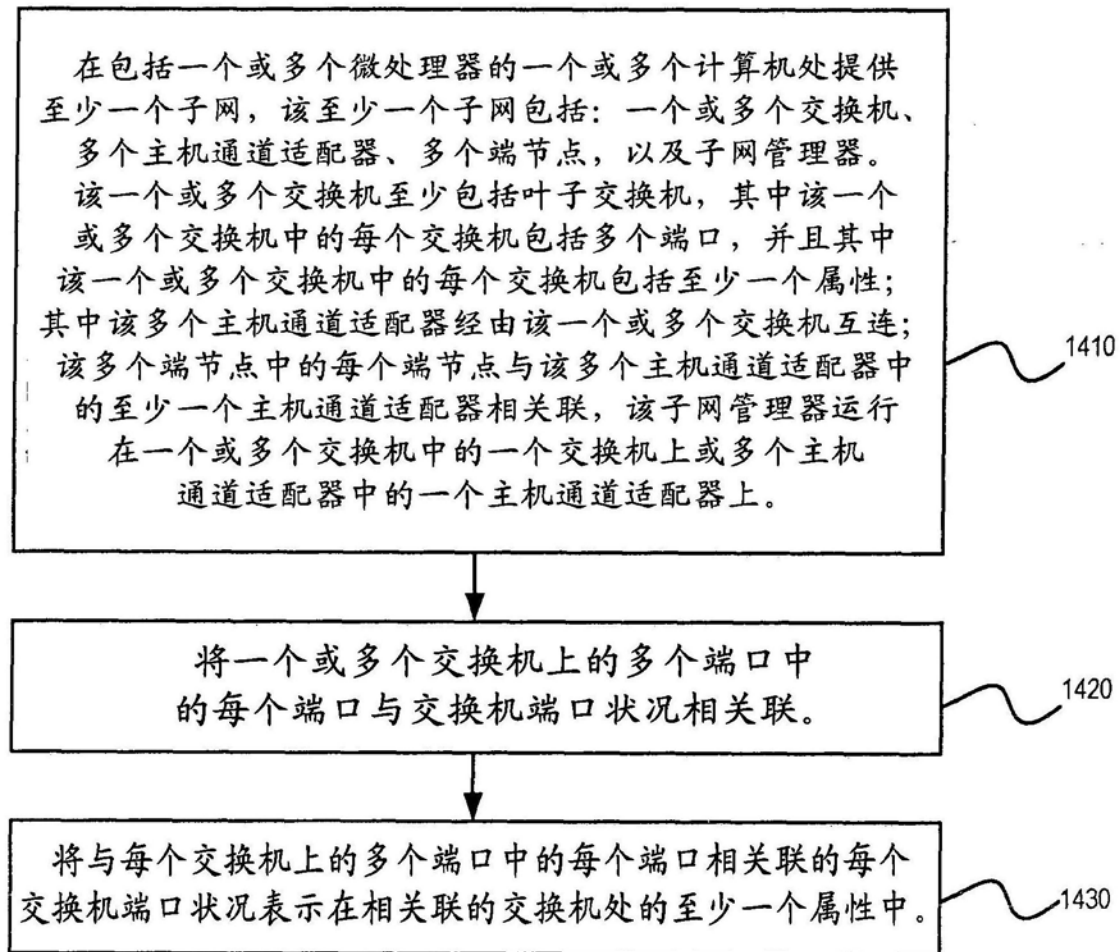 在包括一个或多个微处理器的一个或多个计算机处提供
至少一个子网，该至少一个子网包括：一个或多个交换机、
多个主机通道适配器、多个端节点，以及子网管理器。
该一个或多个交换机至少包括叶子交换机，其中该一个
或多个交换机中的每个交换机包括多个端口，并且其中
该一个或多个交换机中的每个交换机包括至少一个属性；
其中该多个主机通道适配器经由该一个或多个交换机互连；
该多个端节点中的每个端节点与该多个主机通道适配器中
的至少一个主机通道适配器相关联，该子网管理器运行
在一个或多个交换机中的一个交换机上或多个主机
通道适配器中的一个主机通道适配器上。
1410
将一个或多个交换机上的多个端口中
的每个端口与交换机端口状况相关联。
1420
将与每个交换机上的多个端口中的每个端口相关联的每个
交换机端口状况表示在相关联的交换机处的至少一个属性中。
1430